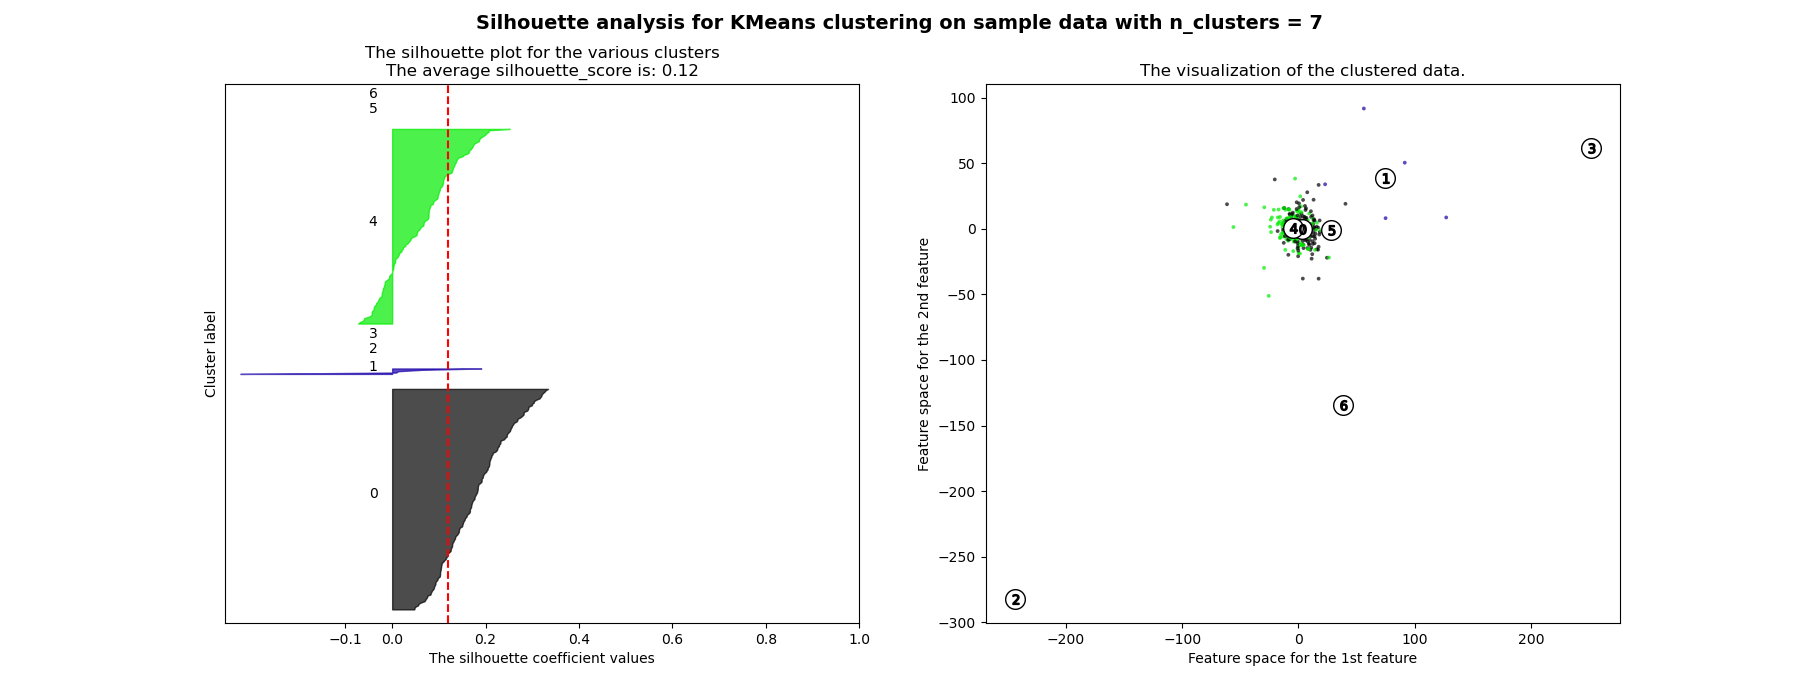 Silhouette analysis for KMeans clustering on sample data with n_clusters = 7
The silhouette plot for the various clusters
The average silhouette_score is: 0.12
6
5
4
3
2
1
0
Cluster label
−0.1 0.0 0.2 0.4 0.6 0.8 1.0
The silhouette coefficient values
The visualization of the clustered data.
100
50
0
−50
−100
−150
−200
−250
−300
Feature space for the 2nd feature
3
1
4 0 5
6
2
−200 −100 0 100 200
Feature space for the 1st feature